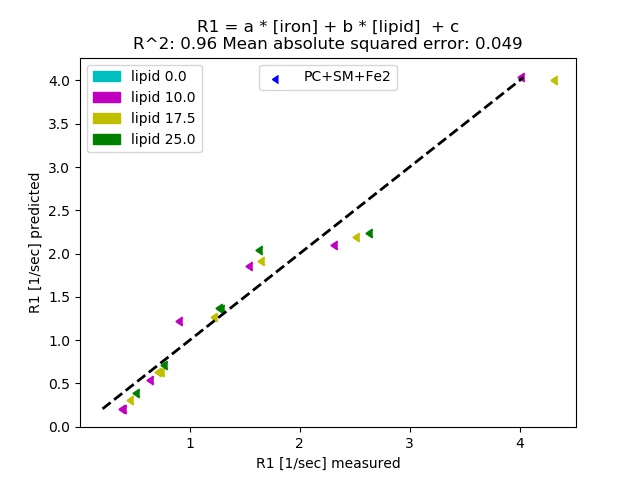 R1 = a * [iron] + b * [lipid]  + c
R^2: 0.96 Mean absolute squared error: 0.049
lipid 0.0
lipid 10.0
lipid 17.5
lipid 25.0
PC+SM+Fe2
4.0
3.5
3.0
2.5
2.0
1.5
1.0
0.5
0.0
R1 [1/sec] predicted
1 2 3 4
R1 [1/sec] measured